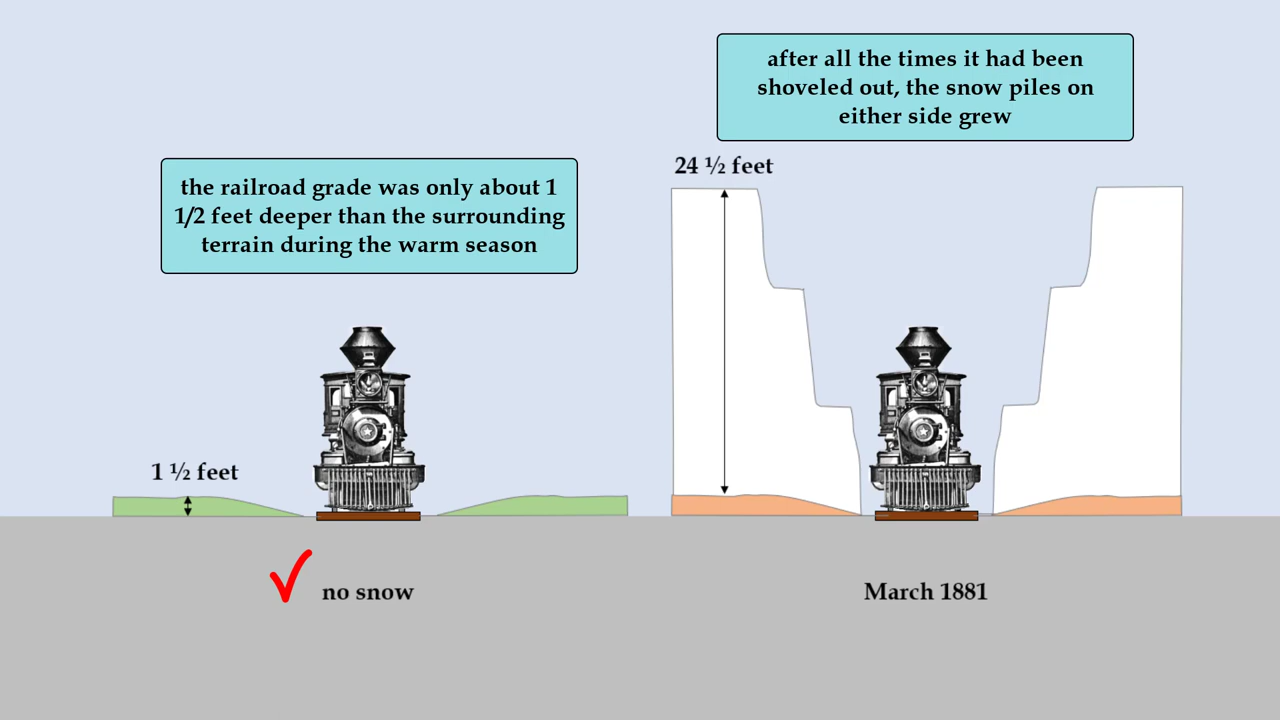 the railroad grade was only about 1
1/2 feet deeper than the surrounding
terrain during the warm season
1 ½ feet
no snow
after all the times it had been
shoveled out, the snow piles on
either side grew
24 ½ feet
March 1881